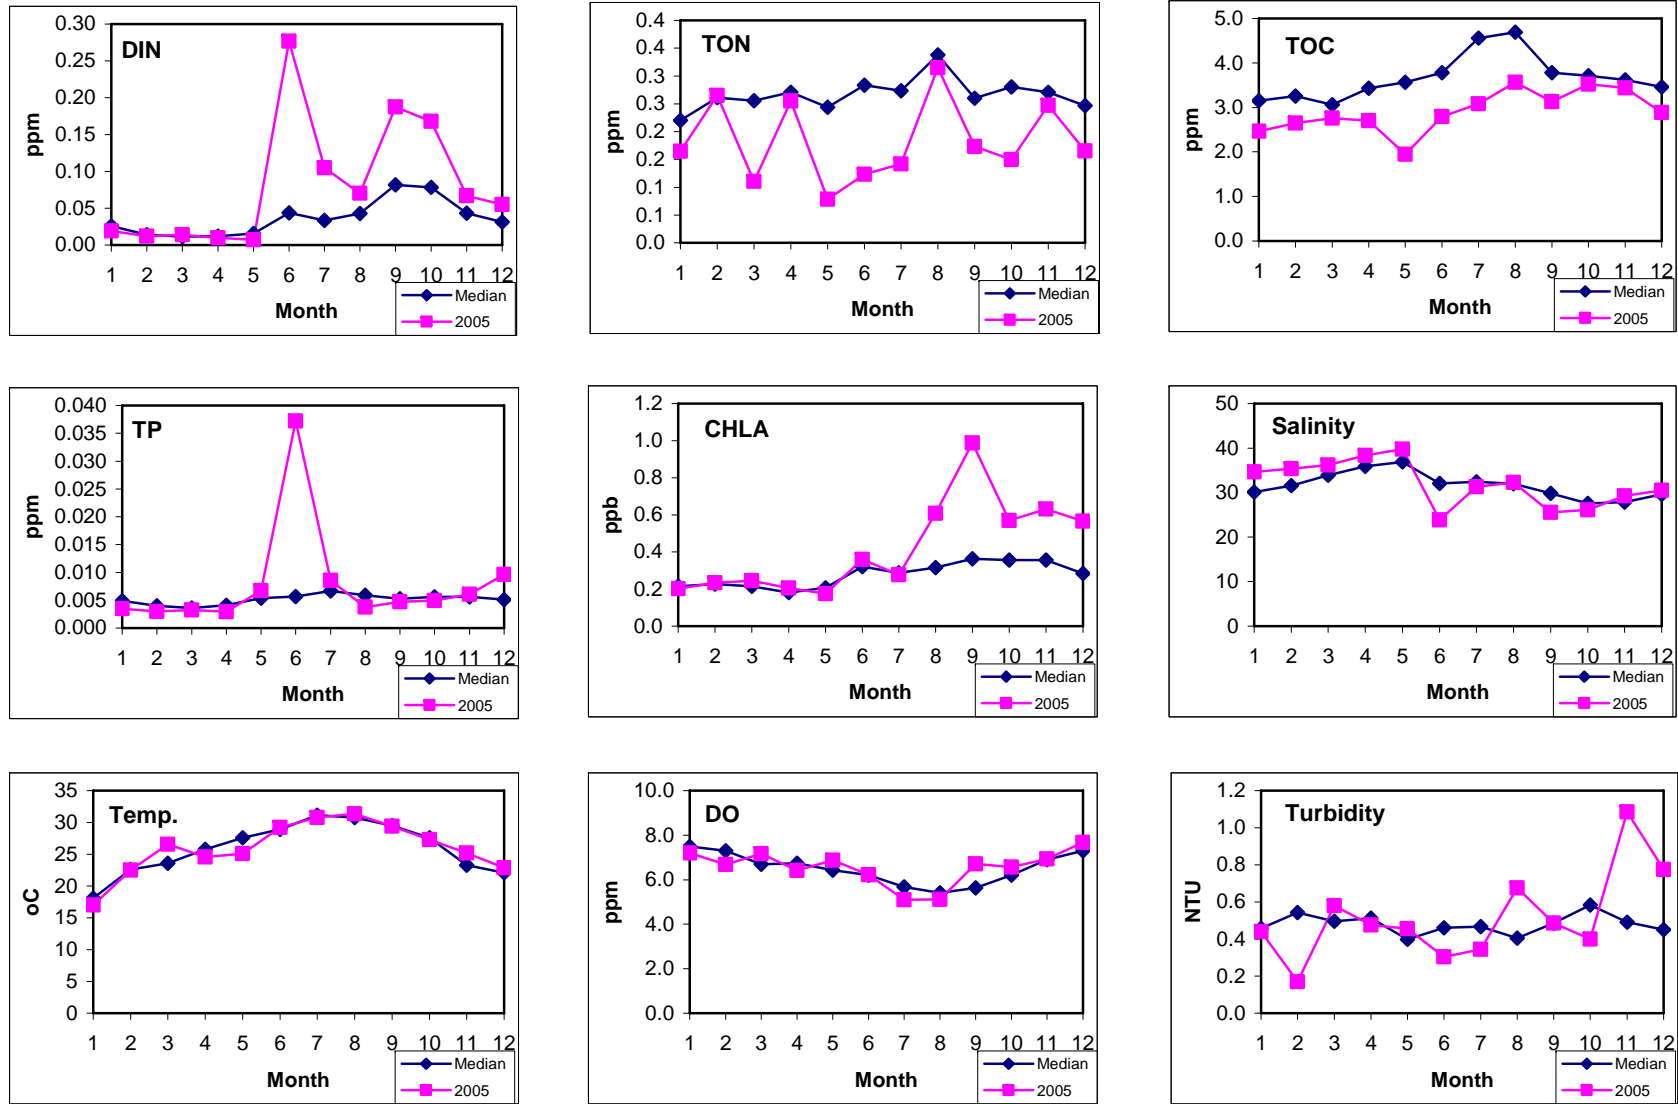 DIN
ppm
0.30
0.25
0.20
0.15
0.10
0.05
0.00
1 2 3 4 5 6 7 8 9 10 11 12
Month
Median
2005
TON
ppm
0.4
0.4
0.3
0.3
0.2
0.2
0.1
0.1
0.0
1 2 3 4 5 6 7 8 9 10 11 12
Month
Median
2005
TOC
ppm
5.0
4.0
3.0
2.0
1.0
0.0
1 2 3 4 5 6 7 8 9 10 11 12
Month
Median
2005
TP
ppm
0.040
0.035
0.030
0.025
0.020
0.015
0.010
0.005
0.000
1 2 3 4 5 6 7 8 9 10 11 12
Month
Median
2005
CHLA
ppb
1.2
1.0
0.8
0.6
0.4
0.2
0.0
1 2 3 4 5 6 7 8 9 10 11 12
Month
Median
2005
Salinity
50
40
30
20
10
0
1 2 3 4 5 6 7 8 9 10 11 12
Month
Median
2005
Temp.
oC
35
30
25
20
15
10
5
0
1 2 3 4 5 6 7 8 9 10 11 12
Month
Median
2005
DO
ppm
10.0
8.0
6.0
4.0
2.0
0.0
1 2 3 4 5 6 7 8 9 10 11 12
Month
Median
2005
Turbidity
NTU
1.2
1.0
0.8
0.6
0.4
0.2
0.0
1 2 3 4 5 6 7 8 9 10 11 12
Month
Median
2005